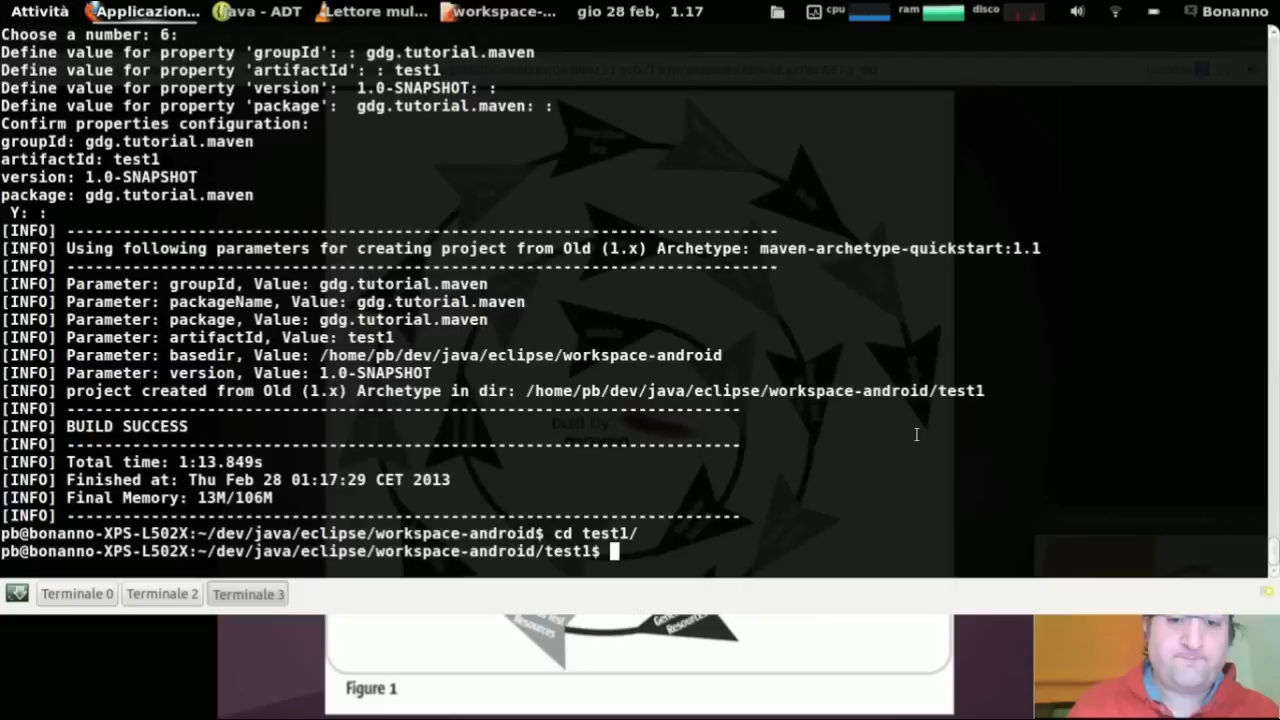 Attività Applicazion... Java - ADT Lettore mul... workspace-... gio 28 feb, 1.17 cpu ram disco Bonanno
Choose a number: 6:
Define value for property 'groupId': : gdg.tutorial.maven
Define value for property 'artifactId': : test1
Define value for property 'version':  1.0-SNAPSHOT: :
Define value for property 'package':  gdg.tutorial.maven: :
Confirm properties configuration:
groupId: gdg.tutorial.maven
artifactId: test1
version: 1.0-SNAPSHOT
package: gdg.tutorial.maven
 Y: :
[INFO] ----------------------------------------------------------------------------
[INFO] Using following parameters for creating project from Old (1.x) Archetype: maven-archetype-quickstart:1.1
[INFO] ----------------------------------------------------------------------------
[INFO] Parameter: groupId, Value: gdg.tutorial.maven
[INFO] Parameter: packageName, Value: gdg.tutorial.maven
[INFO] Parameter: package, Value: gdg.tutorial.maven
[INFO] Parameter: artifactId, Value: test1
[INFO] Parameter: basedir, Value: /home/pb/dev/java/eclipse/workspace-android
[INFO] Parameter: version, Value: 1.0-SNAPSHOT
[INFO] project created from Old (1.x) Archetype in dir: /home/pb/dev/java/eclipse/workspace-android/test1
[INFO] ------------------------------------------------------------------------
[INFO] BUILD SUCCESS
[INFO] ------------------------------------------------------------------------
[INFO] Total time: 1:13.849s
[INFO] Finished at: Thu Feb 28 01:17:29 CET 2013
[INFO] Final Memory: 13M/106M
[INFO] ------------------------------------------------------------------------
pb@bonanno-XPS-L502X:~/dev/java/eclipse/workspace-android$ cd test1/
pb@bonanno-XPS-L502X:~/dev/java/eclipse/workspace-android/test1$
Terminale 0 Terminale 2 Terminale 3
Resources
Resources
Figure 1